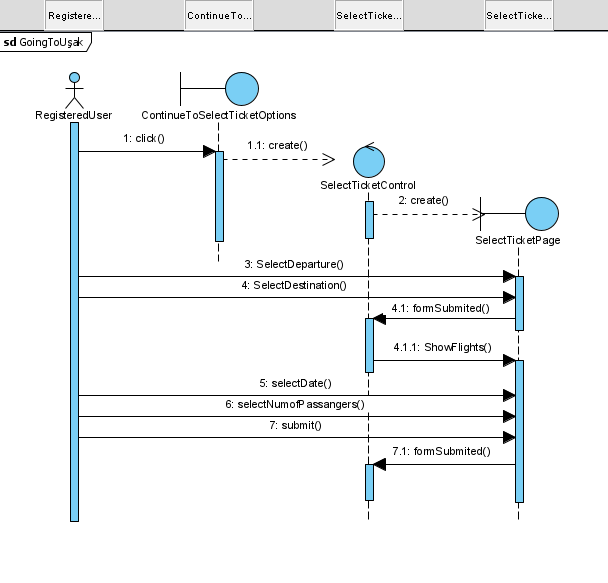 Registere...
ContinueTo...
SelectTicke...
SelectTicke...
sd GoingToUşak
RegisteredUser
ContinueToSelectTicketOptions
1: click()
1.1: create()
SelectTicketControl
2: create()
SelectTicketPage
3: SelectDeparture()
4: SelectDestination()
4.1: formSubmited()
4.1.1: ShowFlights()
5: selectDate()
6: selectNumofPassangers()
7: submit()
7.1: formSubmited()